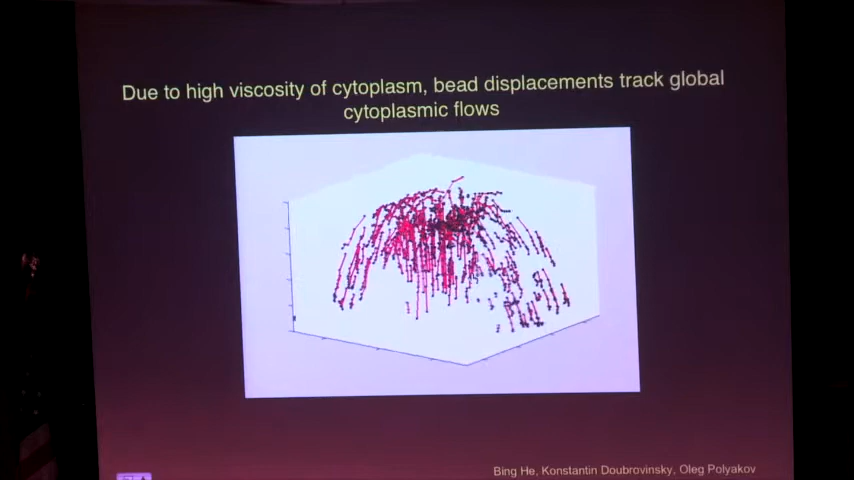 Due to high viscosity of cytoplasm, bead displacements track global
cytoplasmic flows
Bing He, Konstantin Doubrovinsky, Oleg Polyakov